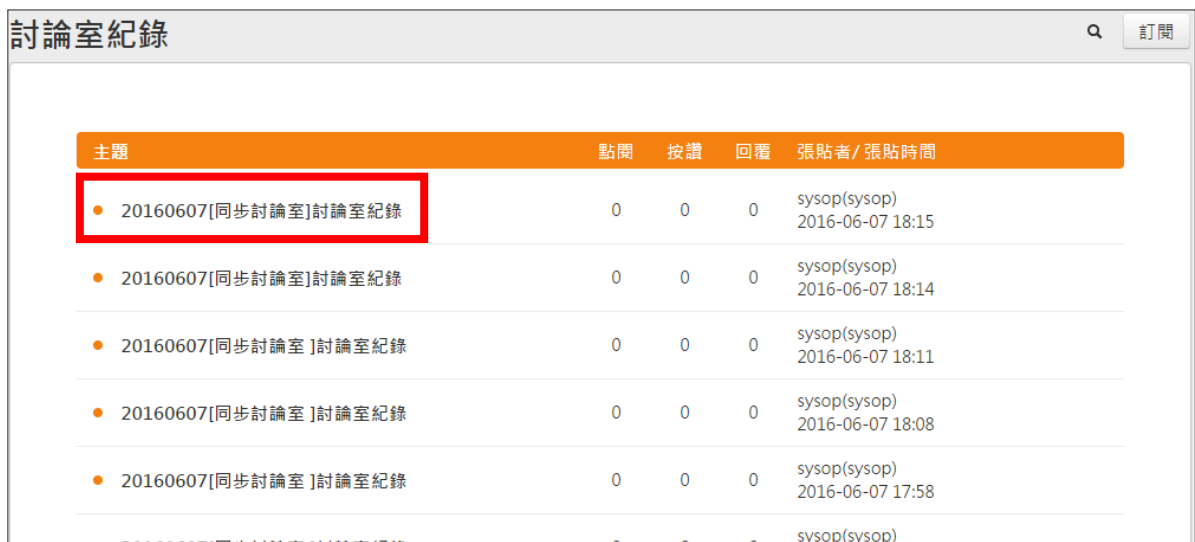 討論室紀錄
訂閱
主題 點閱 按讚 回覆 張貼者/ 張貼時間
20160607[同步討論室]討論室紀錄 0 0 0 sysop(sysop)
2016-06-07 18:15
20160607[同步討論室]討論室紀錄 0 0 0 sysop(sysop)
2016-06-07 18:14
20160607[同步討論室 ]討論室紀錄 0 0 0 sysop(sysop)
2016-06-07 18:11
20160607[同步討論室 ]討論室紀錄 0 0 0 sysop(sysop)
2016-06-07 18:08
20160607[同步討論室 ]討論室紀錄 0 0 0 sysop(sysop)
2016-06-07 17:58
sysop(sysop)